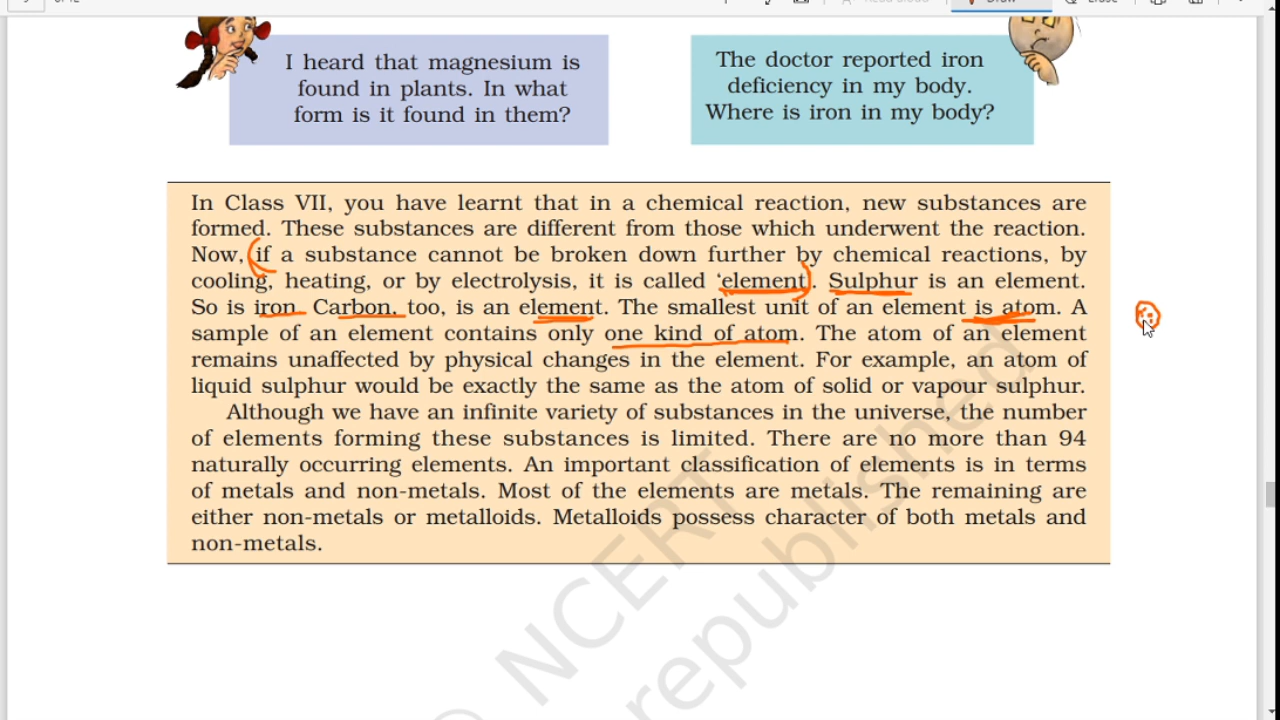 I heard that magnesium is
found in plants. In what
form is it found in them?
The doctor reported iron
deficiency in my body.
Where is iron in my body?
In Class VII, you have learnt that in a chemical reaction, new substances are
formed. These substances are different from those which underwent the reaction.
Now, if a substance cannot be broken down further by chemical reactions, by
cooling, heating, or by electrolysis, it is called ‘element’. Sulphur is an element.
So is iron. Carbon, too, is an element. The smallest unit of an element is atom. A
sample of an element contains only one kind of atom. The atom of an element
remains unaffected by physical changes in the element. For example, an atom of
liquid sulphur would be exactly the same as the atom of solid or vapour sulphur.
Although we have an infinite variety of substances in the universe, the number
of elements forming these substances is limited. There are no more than 94
naturally occurring elements. An important classification of elements is in terms
of metals and non-metals. Most of the elements are metals. The remaining are
either non-metals or metalloids. Metalloids possess character of both metals and
non-metals.
© NCERT
republished